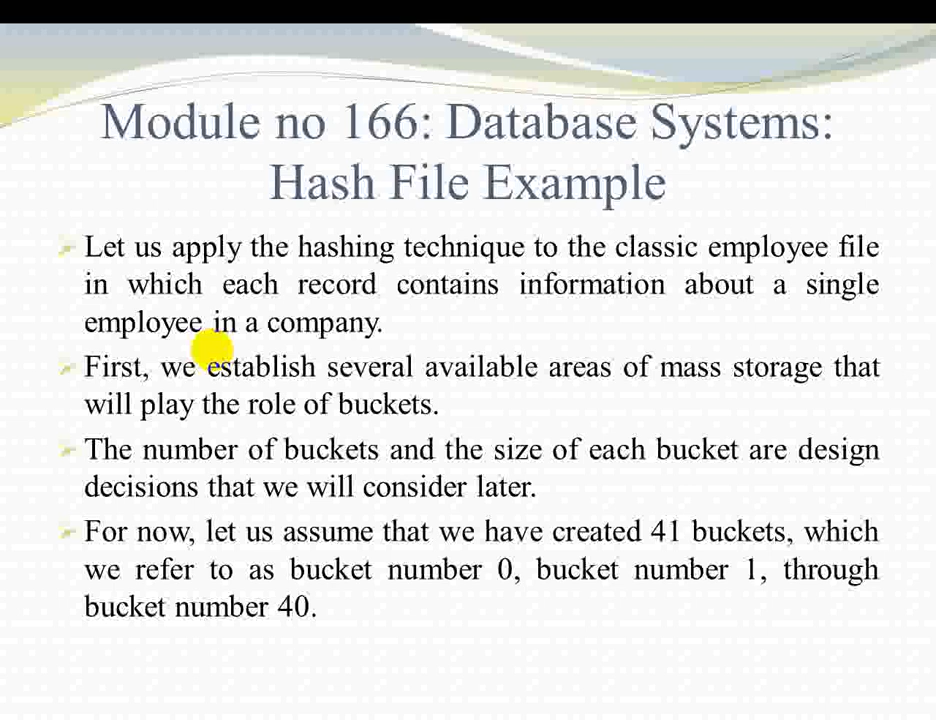 Module no 166: Database Systems:
Hash File Example
Let us apply the hashing technique to the classic employee file
in which each record contains information about a single
employee in a company.
First, we establish several available areas of mass storage that
will play the role of buckets.
The number of buckets and the size of each bucket are design
decisions that we will consider later.
For now, let us assume that we have created 41 buckets, which
we refer to as bucket number 0, bucket number 1, through
bucket number 40.